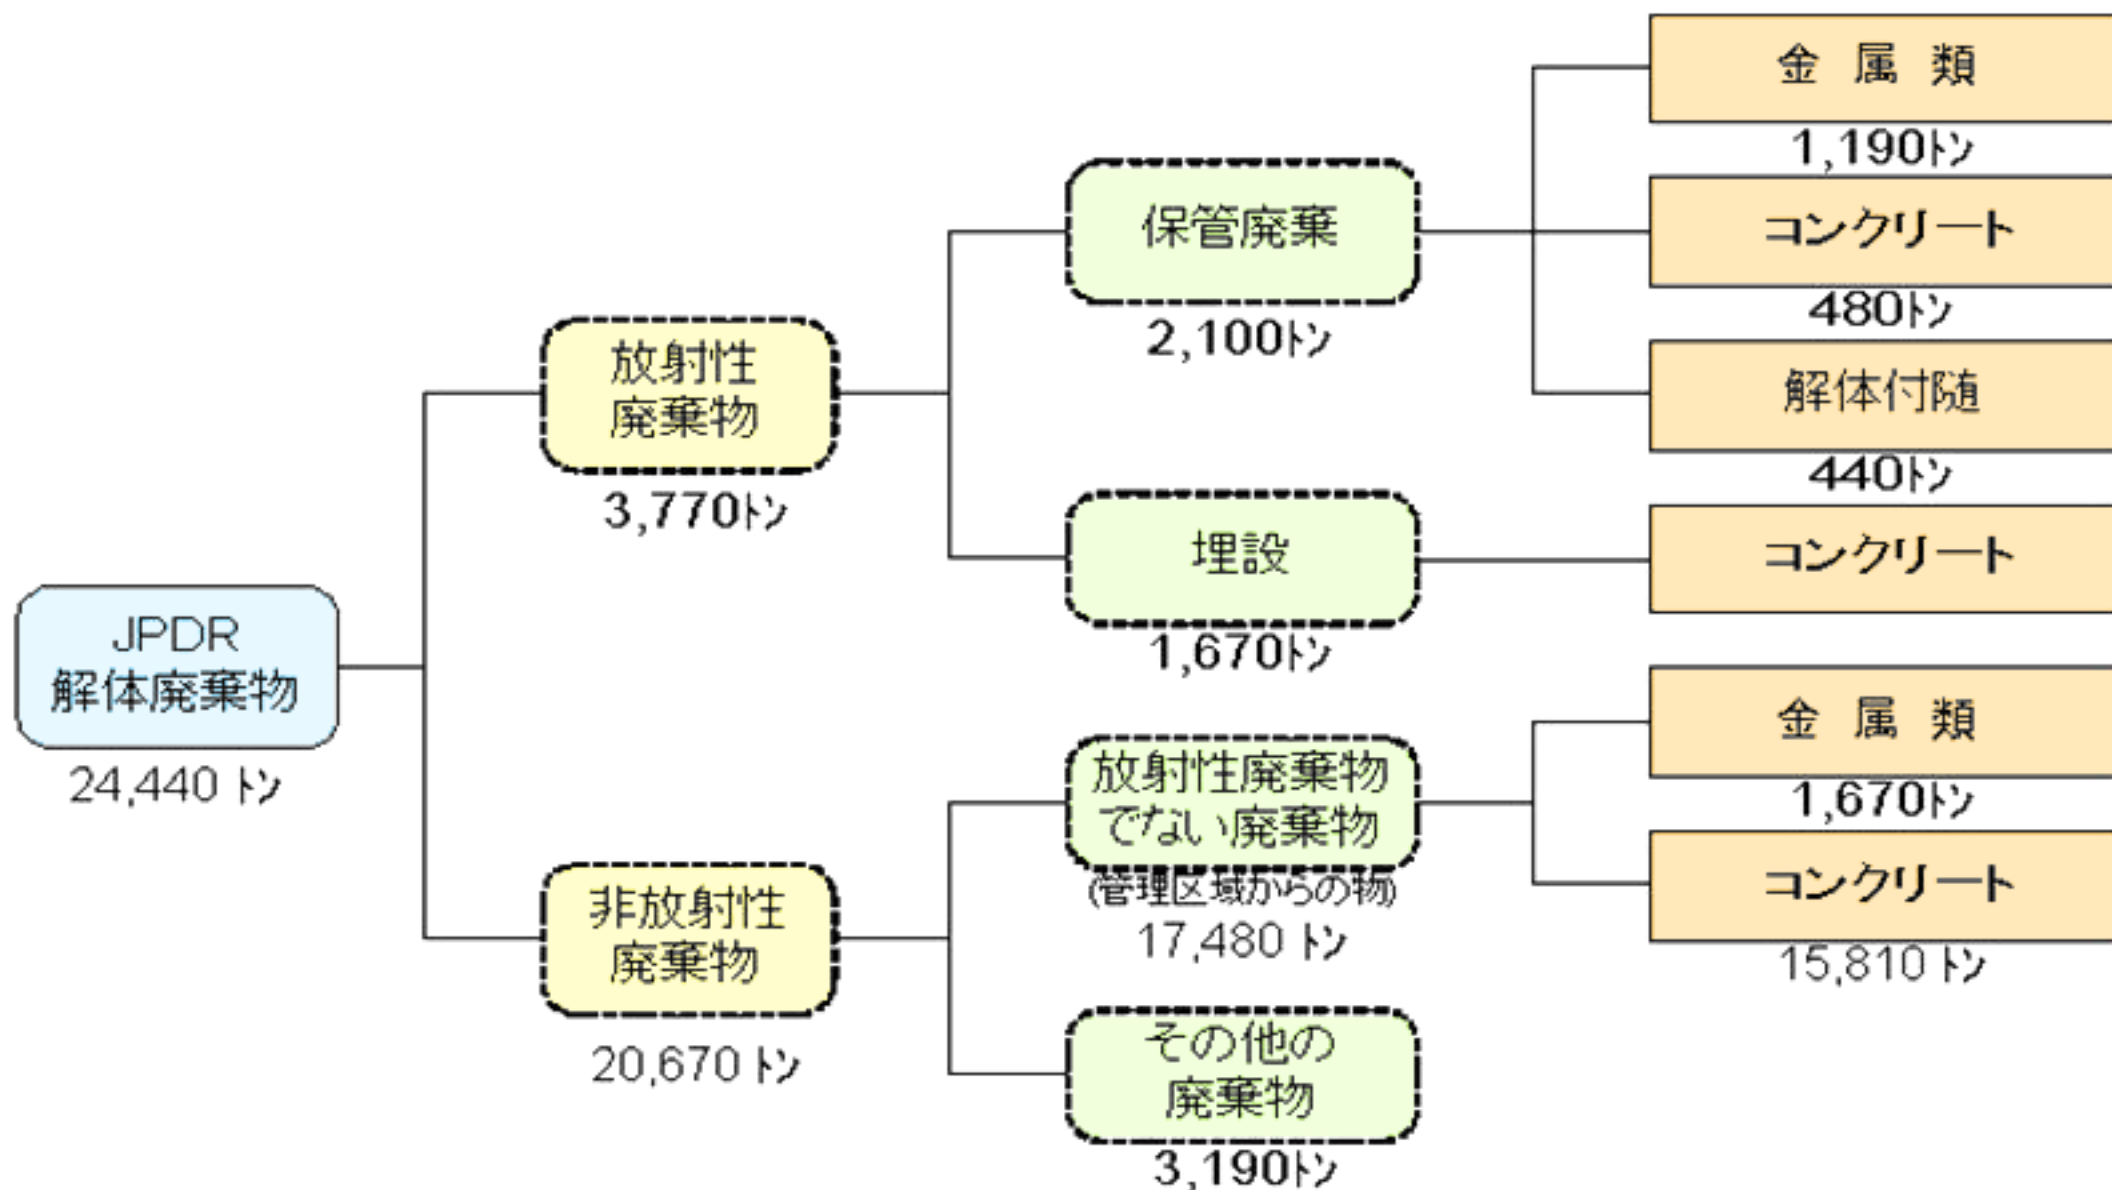 JPDR
解体廃棄物
24,440 トン
放射性
廃棄物
3,770トン
非放射性
廃棄物
20,670 トン
保管廃棄
2,100トン
埋設
1,670トン
放射性廃棄物
でない廃棄物
(管理区域からの物)
17,480 トン
その他の
廃棄物
3,190トン
金 属 類
1,190トン
コンクリート
480トン
解体付随
440トン
コンクリート
金 属 類
1,670トン
コンクリート
15,810 トン